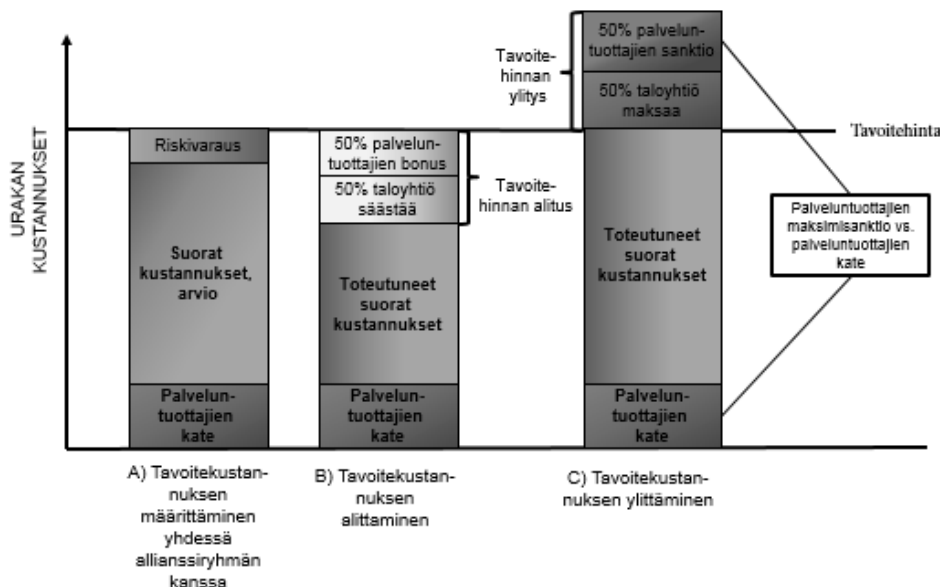 URAKAN
KUSTANNUKSET
Riskivaraus
Suorat
kustannukset,
arvio
Palvelun-
tuottajien
kate
A) Tavoitekustan-
nuksen
määrittäminen
yhdessä
allianssiryhmän
kanssa
50% palvelun-
tuottajien bonus
50% taloyhtiö
säästää
Toteutuneet
suorat
kustannukset
Palvelun-
tuottajien
kate
B) Tavoitekustan-
nuksen
alittaminen
Tavoite-
hinnan alitus
Tavoite-
hinnan
ylitys
50% palvelun-
tuottajien sanktio
50% taloyhtiö
maksaa
Toteutuneet
suorat
kustannukset
Palvelun-
tuottajien
kate
C) Tavoitekustan-
nuksen ylittäminen
Tavoitehinta
Palveluntuottajien
maksimisanktio vs.
palveluntuottajien
kate